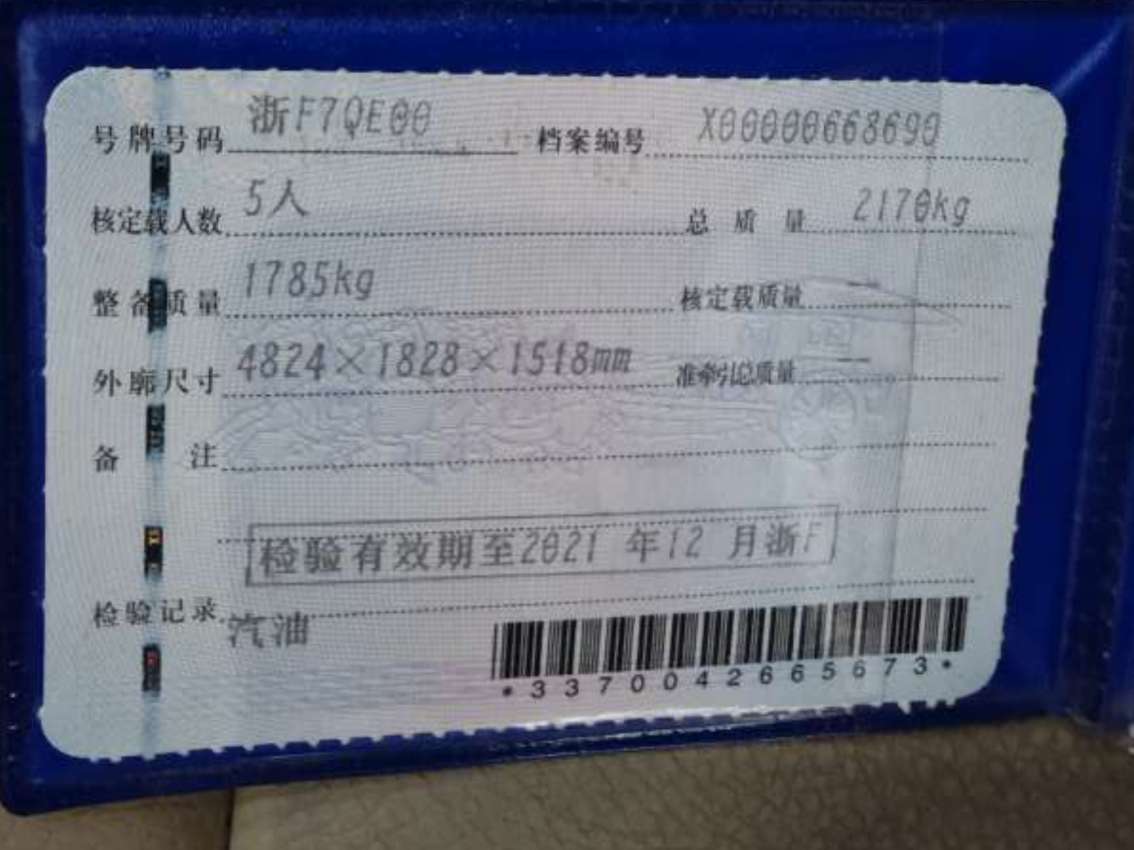 号牌号码 浙F7QE00 档案编号 X00000668690
核定载人数 5人 总质量 2170kg
整备质量 1785kg 核定载质量 --
外廓尺寸 4824×1828×1518mm 准牵引总质量 --
备注
检验有效期至2021 年12 月浙F
检验记录 汽油
*3370042665673*